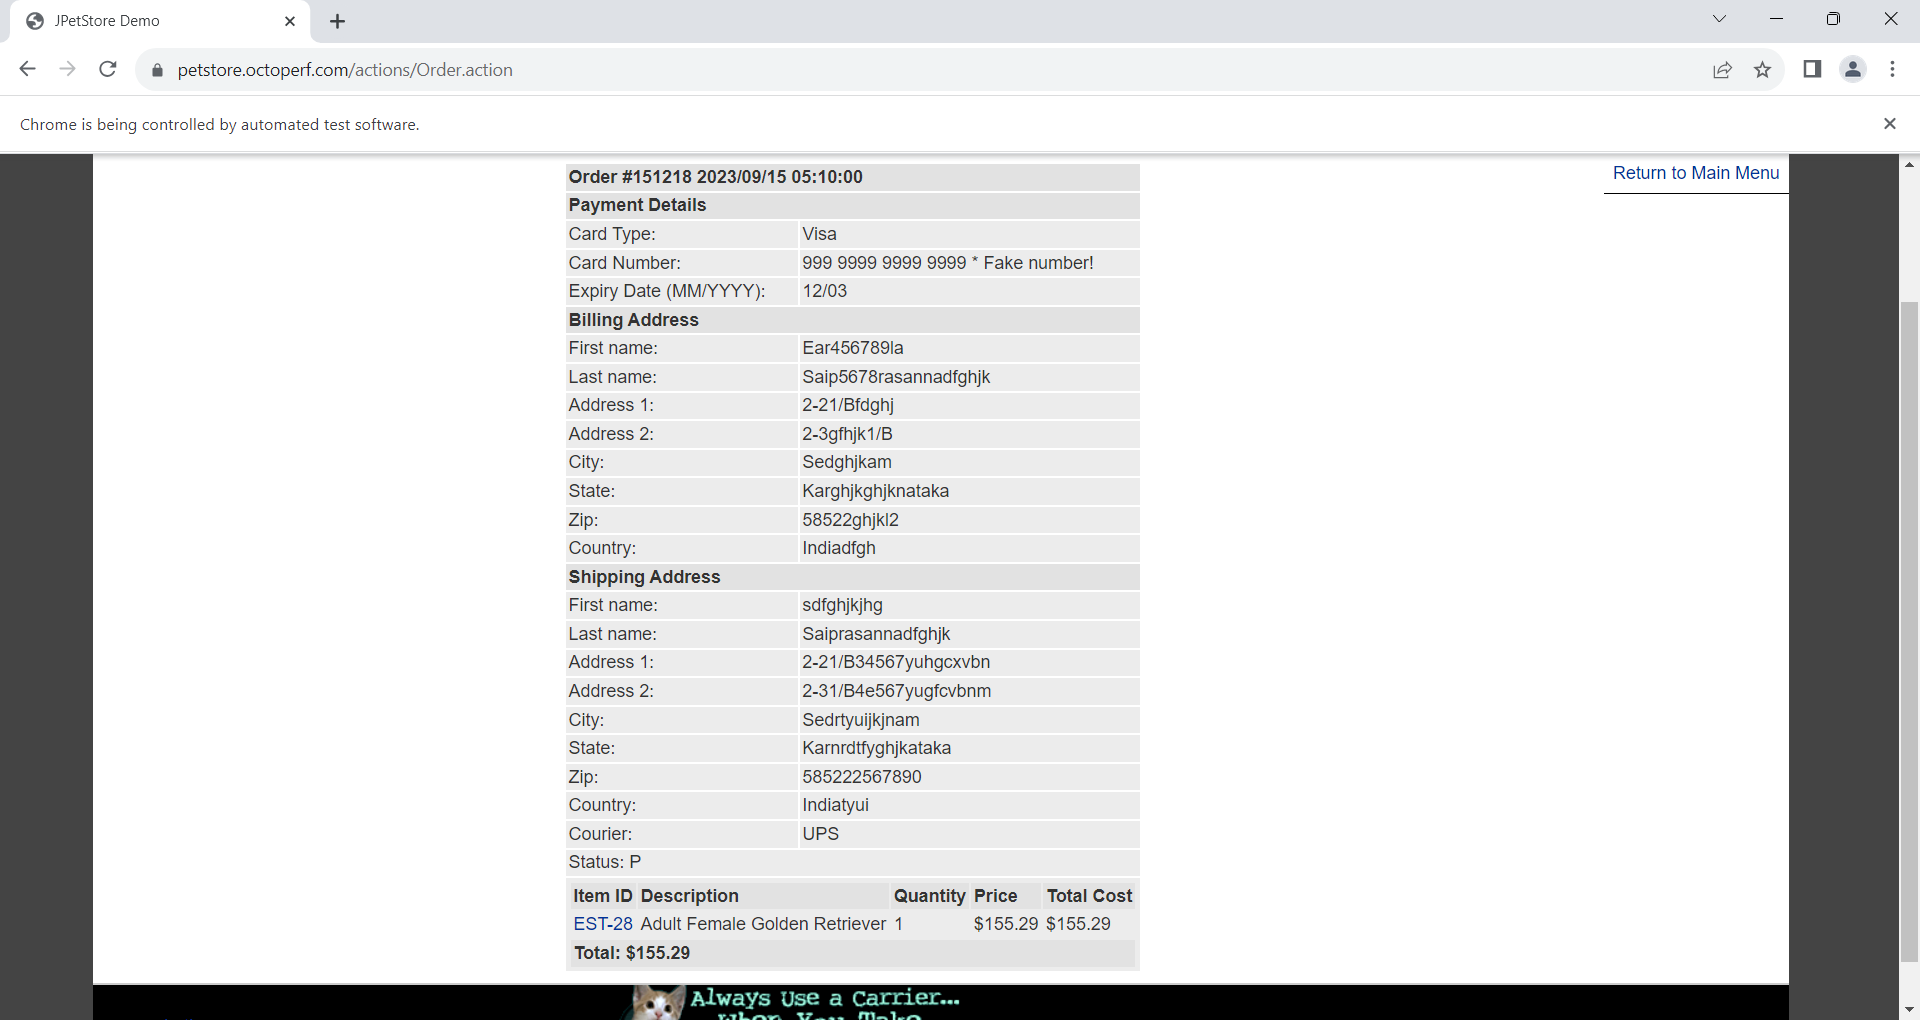 JPetStore Demo
petstore.octoperf.com/actions/Order.action
Chrome is being controlled by automated test software.
Return to Main Menu
Order #151218 2023/09/15 05:10:00
Payment Details
Card Type: Visa
Card Number: 999 9999 9999 9999 * Fake number!
Expiry Date (MM/YYYY): 12/03
Billing Address
First name: Ear456789la
Last name: Saip5678rasannadfghjk
Address 1: 2-21/Bfdghj
Address 2: 2-3gfhjk1/B
City: Sedghjkam
State: Karghjkghjknataka
Zip: 58522ghjkl2
Country: Indiadfgh
Shipping Address
First name: sdfghjkjhg
Last name: Saiprasannadfghjk
Address 1: 2-21/B34567yuhgcxvbn
Address 2: 2-31/B4e567yugfcvbnm
City: Sedrtyuijkjnam
State: Karnrdtfyghjkataka
Zip: 585222567890
Country: Indiatyui
Courier: UPS
Status: P
Item ID Description Quantity Price Total Cost
EST-28 Adult Female Golden Retriever 1 $155.29 $155.29
Total: $155.29
Always Use a Carrier...
When You Take